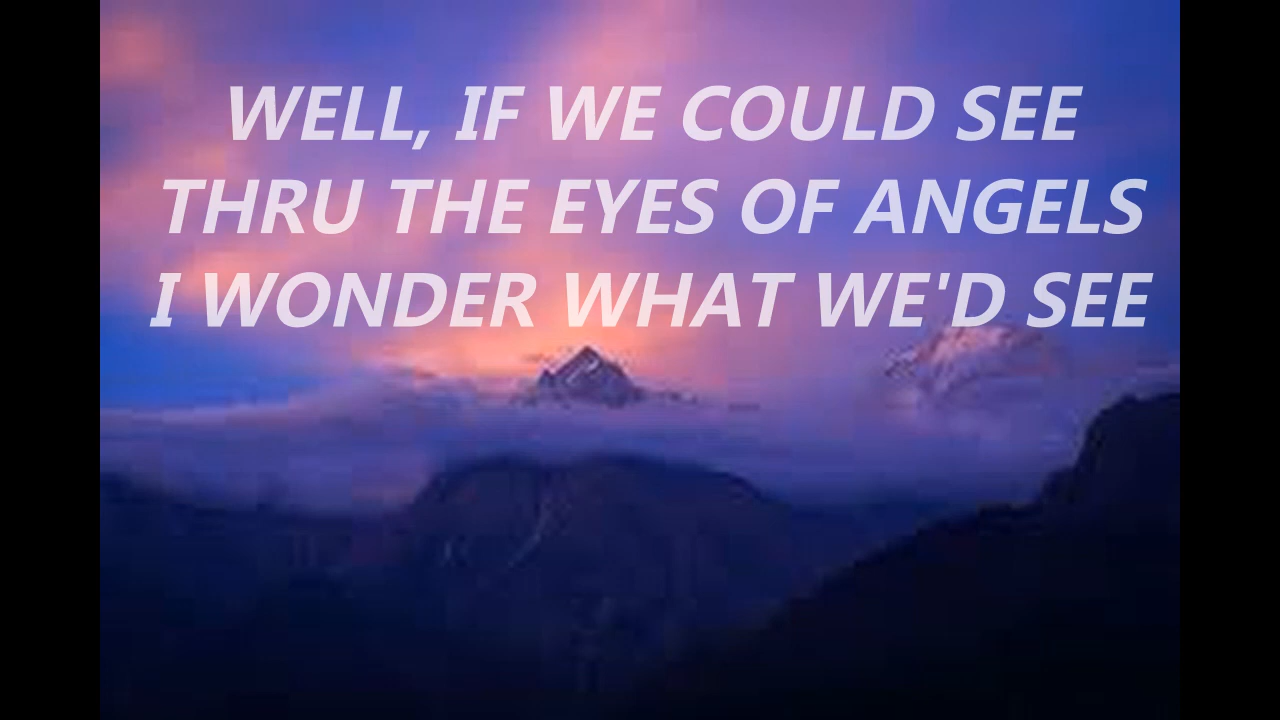 WELL, IF WE COULD SEE
THRU THE EYES OF ANGELS
I WONDER WHAT WE'D SEE